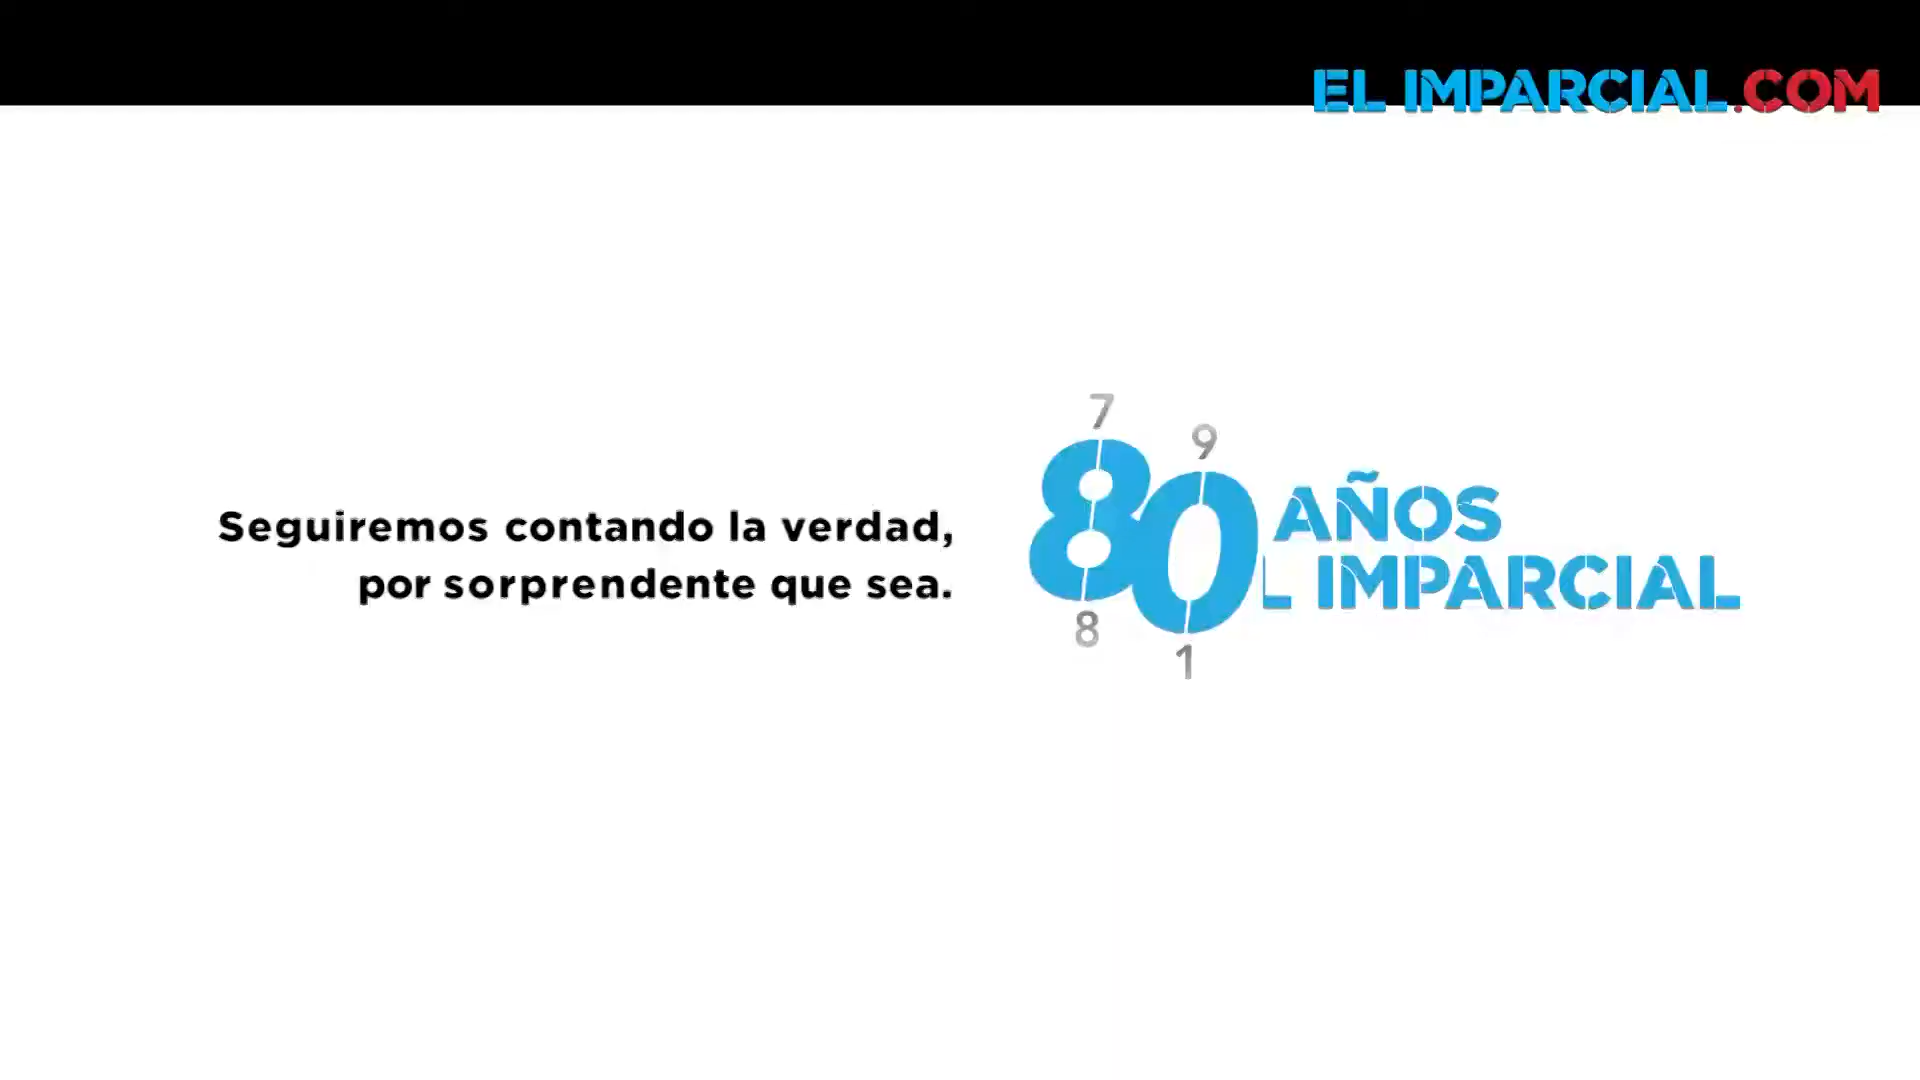 EL IMPARCIAL.COM
Seguiremos contando la verdad,
por sorprendente que sea.
7
9
80 AÑOS
L IMPARCIAL
8
1